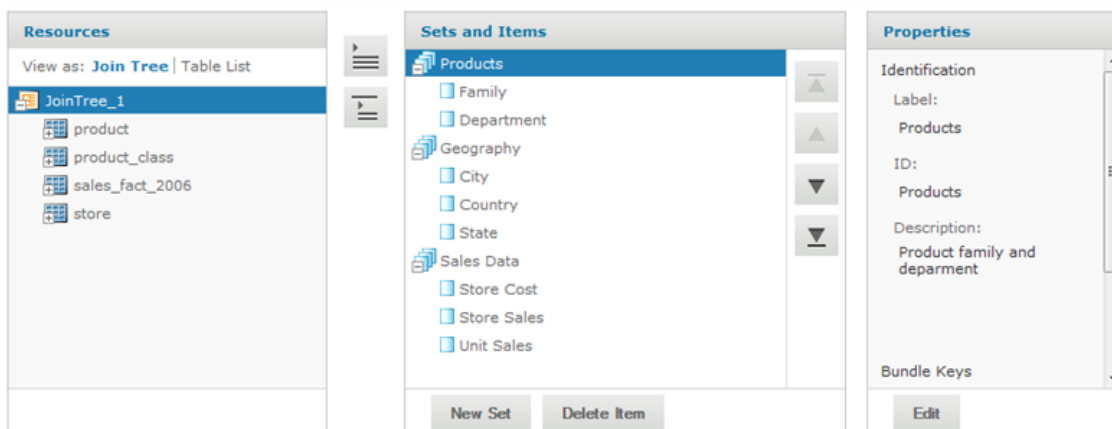 Resources
View as: Join Tree | Table List
JoinTree_1
product
product_class
sales_fact_2006
store
Sets and Items
Products
Family
Department
Geography
City
Country
State
Sales Data
Store Cost
Store Sales
Unit Sales
New Set
Delete Item
Properties
Identification
Label:
Products
ID:
Products
Description:
Product family and
deparment
Bundle Keys
Edit